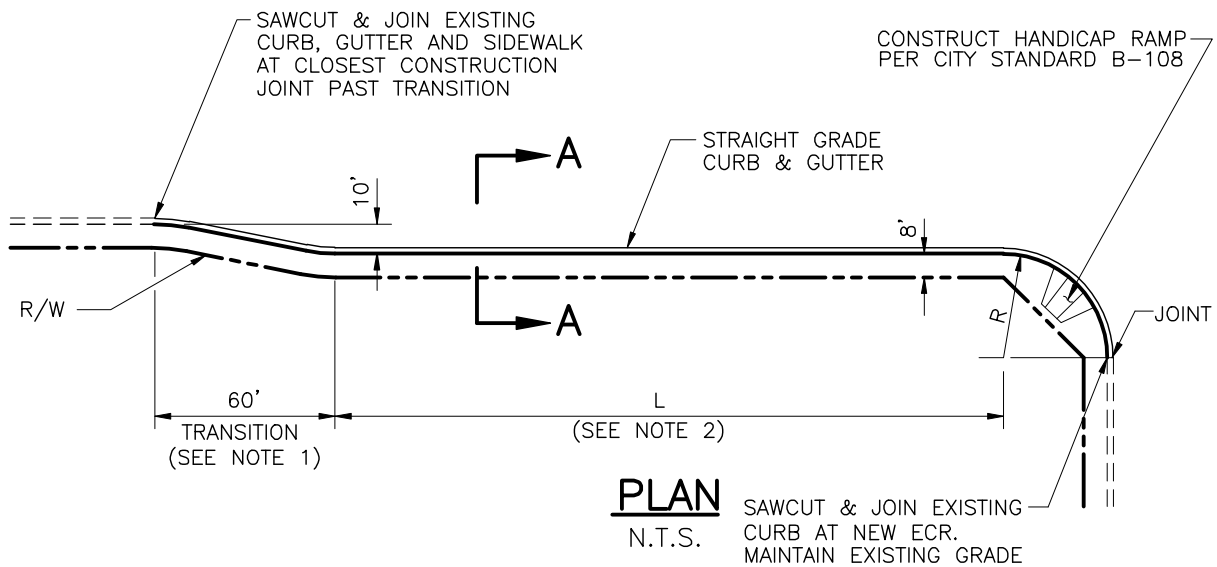 SAWCUT & JOIN EXISTING
CURB, GUTTER AND SIDEWALK
AT CLOSEST CONSTRUCTION
JOINT PAST TRANSITION
CONSTRUCT HANDICAP RAMP
PER CITY STANDARD B-108
A
STRAIGHT GRADE
CURB & GUTTER
10'
8'
R/W
A
R
JOINT
60'
TRANSITION
(SEE NOTE 1)
L
(SEE NOTE 2)
PLAN
N.T.S.
SAWCUT & JOIN EXISTING
CURB AT NEW ECR.
MAINTAIN EXISTING GRADE